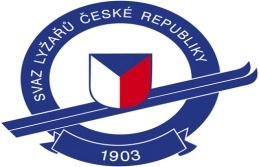 SVAZ LYŽAŘŮ ČESKÉ REPUBLIKY
1903